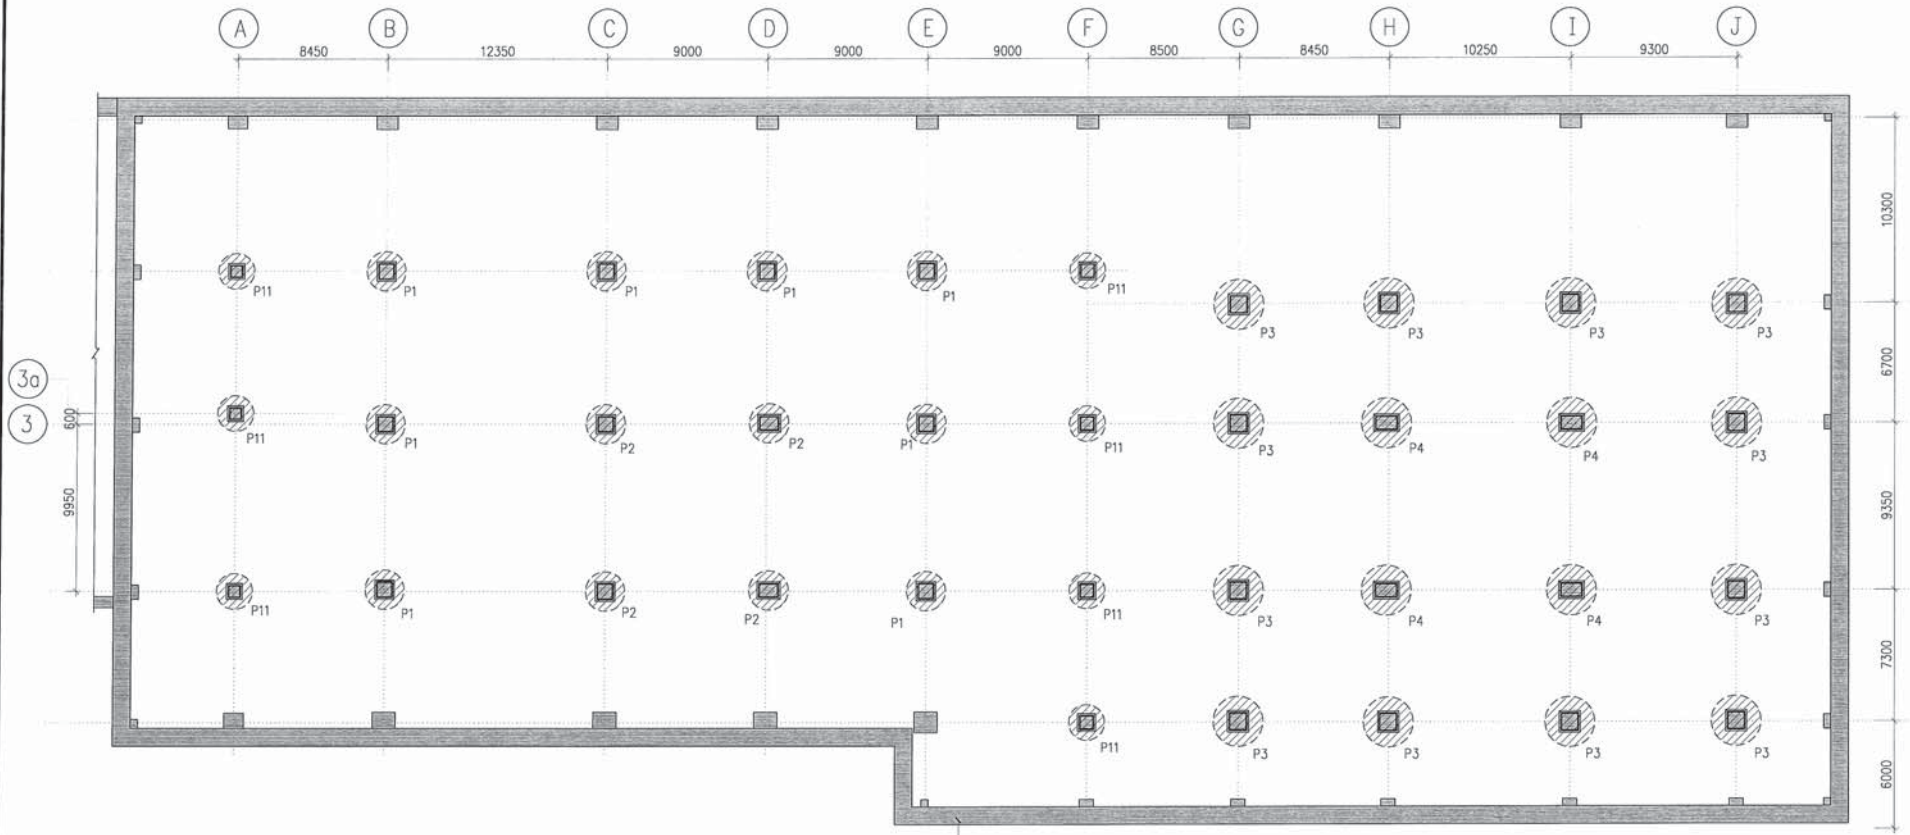 A B C D E F G H I J
8450 12350 9000 9000 9000 8500 8450 10250 9300
10300
P11 P1 P1 P1 P1 P11
P3 P3 P3 P3
6700
3a
600
3
P11 P1 P2 P2 P1 P11 P3 P4 P4 P3
9950
9350
P11 P1 P2 P2 P1 P11 P3 P4 P4 P3
7300
P11 P3 P3 P3 P3
6000